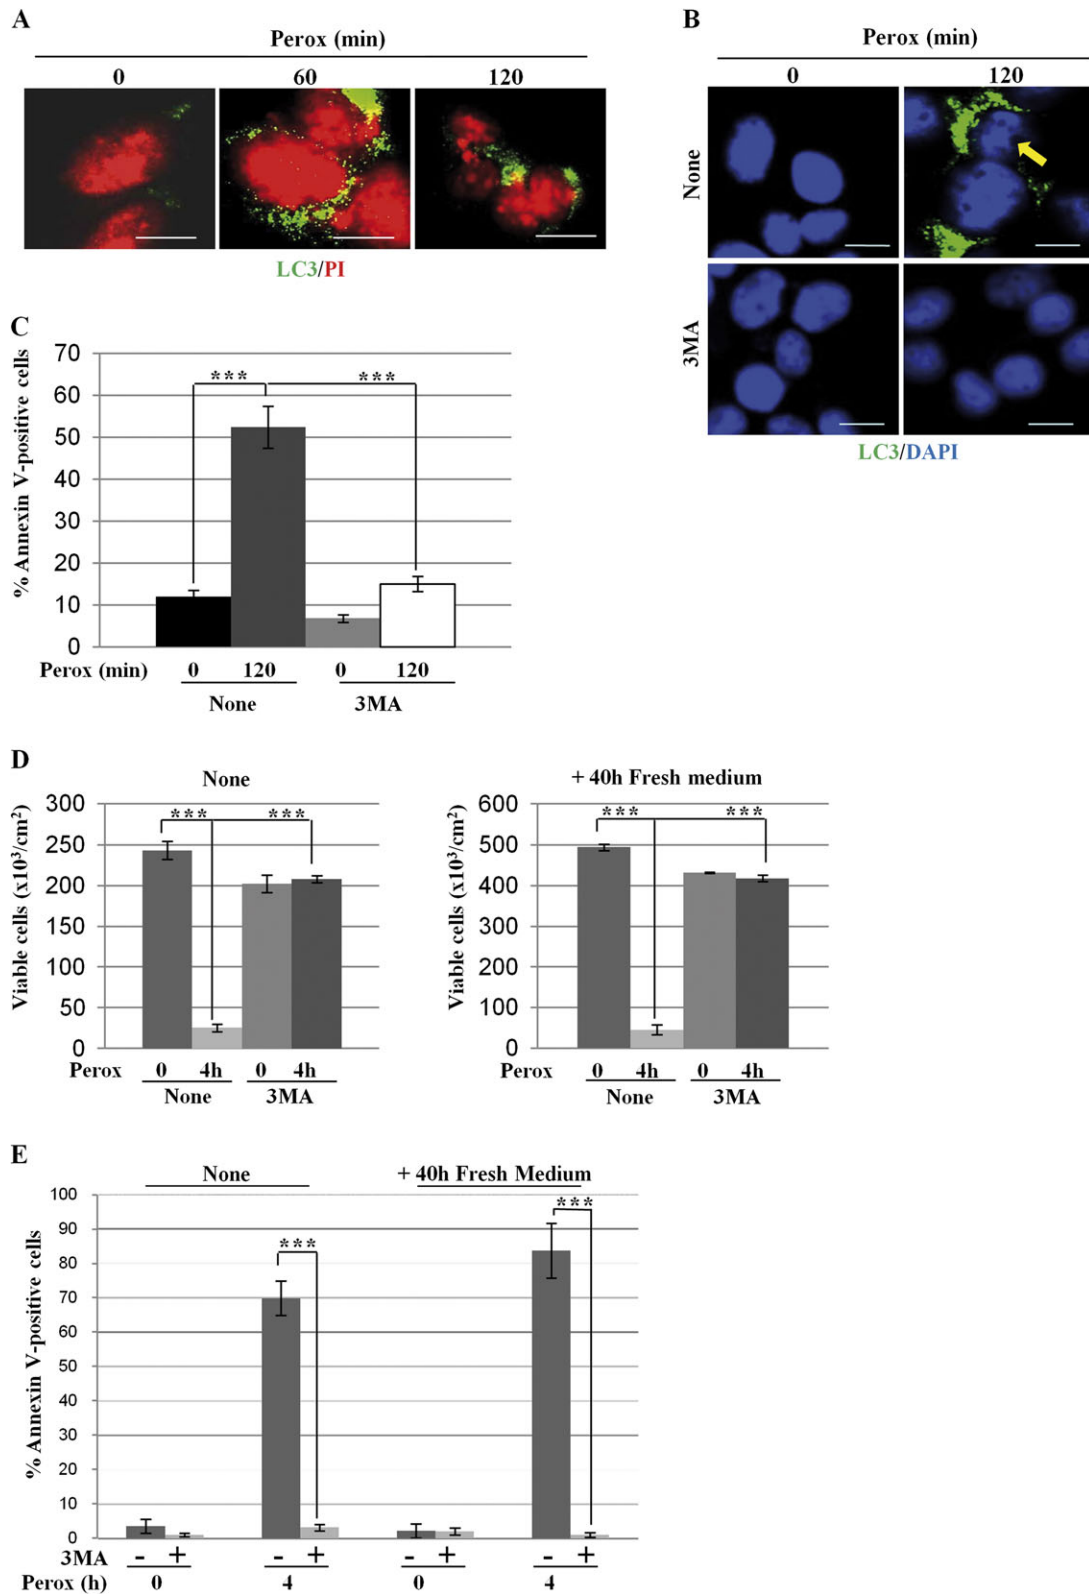 A
Perox (min)
0 60 120
LC3/PI
B
Perox (min)
0 120
None
3MA
LC3/DAPI
C
% Annexin V-positive cells
70
60
50
40
30
20
10
0
*** ***
Perox (min) 0 120 0 120
None 3MA
D
None
Viable cells (x10³/cm²)
300
250
200
150
100
50
0
*** ***
Perox 0 4h 0 4h
None 3MA
+ 40h Fresh medium
Viable cells (x10³/cm²)
600
500
400
300
200
100
0
*** ***
Perox 0 4h 0 4h
None 3MA
E
None + 40h Fresh Medium
% Annexin V-positive cells
100
90
80
70
60
50
40
30
20
10
0
*** ***
3MA - + - + - + - +
Perox (h) 0 4 0 4